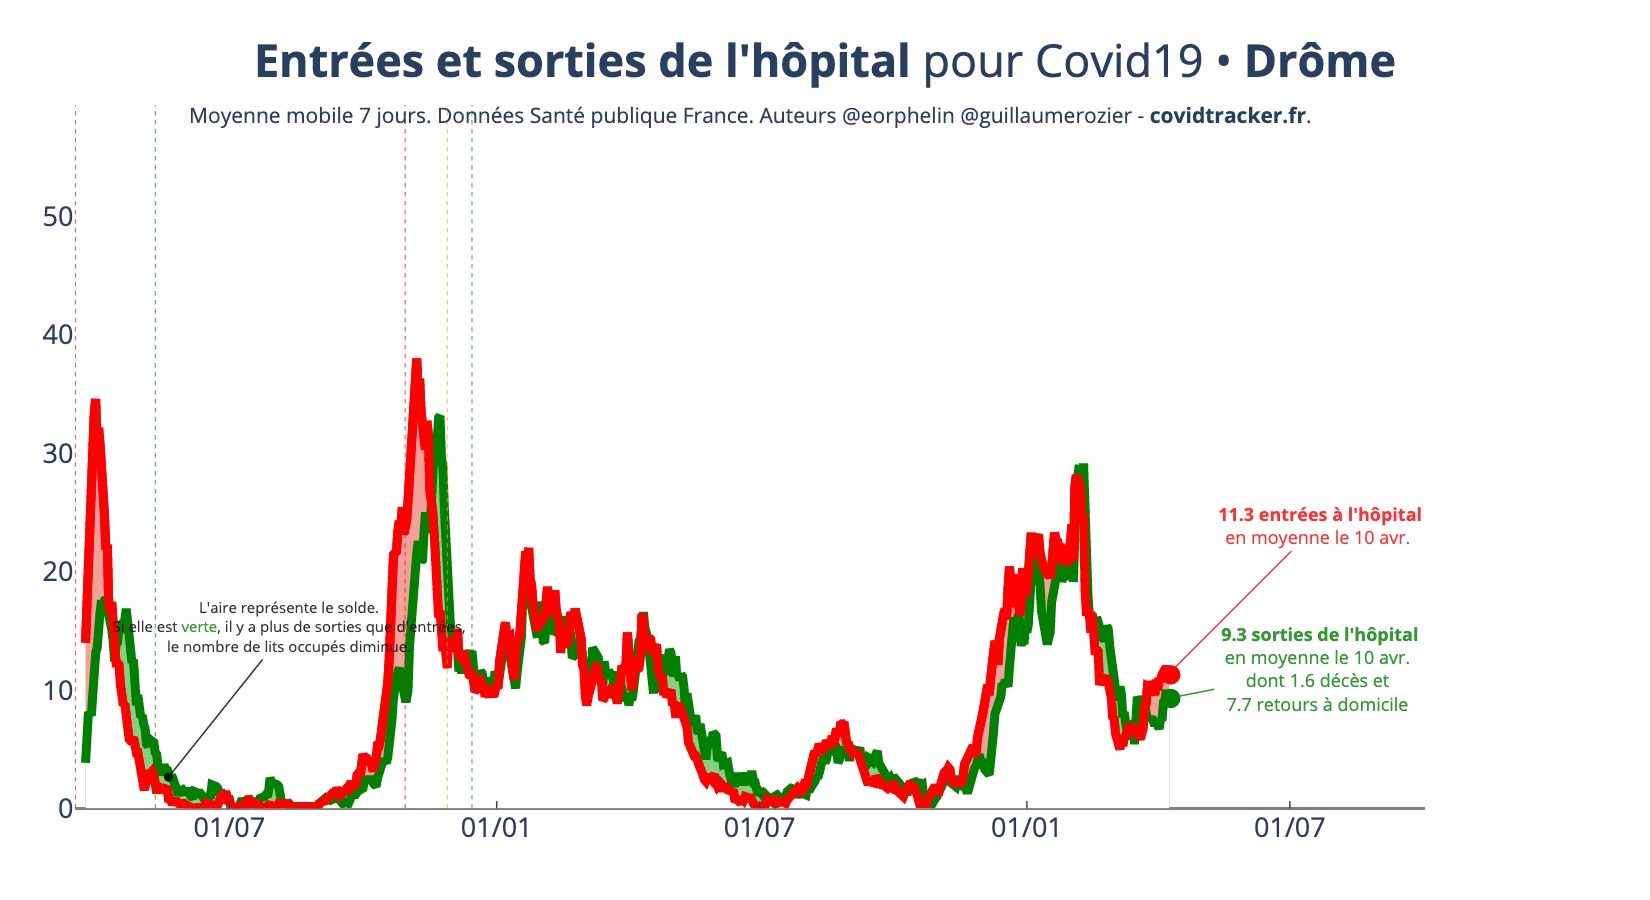 Entrées et sorties de l'hôpital pour Covid19 • Drôme
Moyenne mobile 7 jours. Données Santé publique France. Auteurs @eorphelin @guillaumerozier - covidtracker.fr.
50
40
30
20
10
0
L'aire représente le solde.
Si elle est verte, il y a plus de sorties que d'entrées,
le nombre de lits occupés diminue.
11.3 entrées à l'hôpital
en moyenne le 10 avr.
9.3 sorties de l'hôpital
en moyenne le 10 avr.
dont 1.6 décès et
7.7 retours à domicile
01/07
01/01
01/07
01/01
01/07